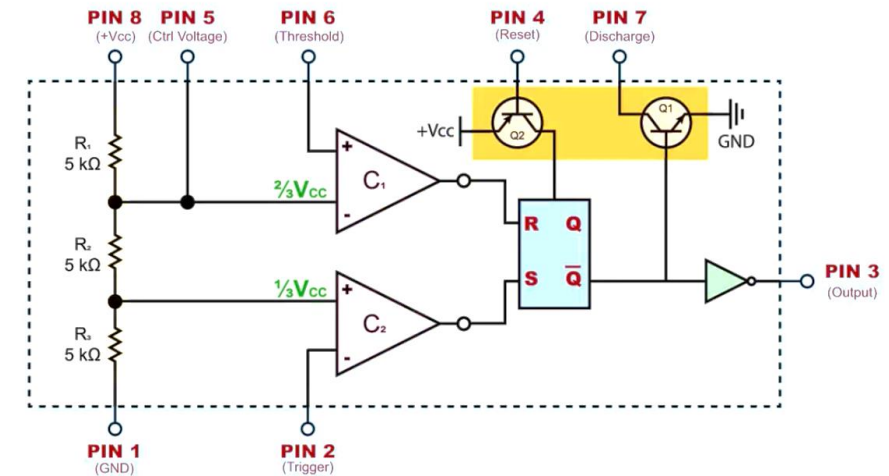 PIN 8 PIN 5 PIN 6 PIN 4 PIN 7
(+Vcc) (Ctrl Voltage) (Threshold) (Reset) (Discharge)
Q1
+Vcc Q2
GND
R₁
5 kΩ
C₁
⅔Vcc
+
-
R Q
R₂
5 kΩ
S Q̅
PIN 3
(Output)
⅓Vcc
+
C₂
-
R₃
5 kΩ
PIN 1 PIN 2
(GND) (Trigger)